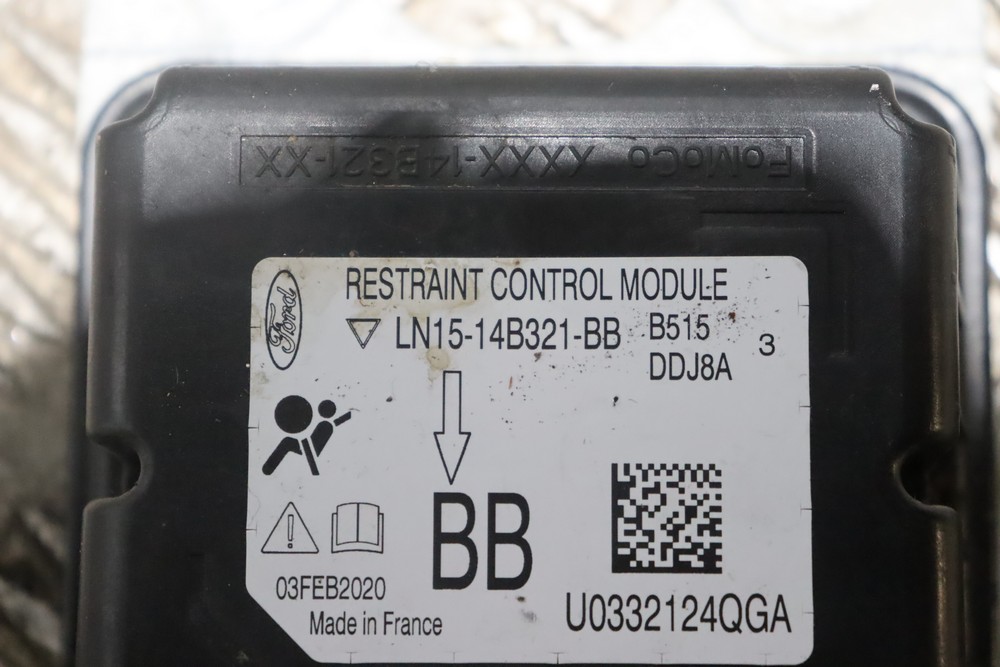 FoMoCo XXXX-14B321-XX
RESTRAINT CONTROL MODULE
Ford
LN15-14B321-BB B515 3
DDJ8A
BB
03FEB2020
Made in France
U0332124QGA